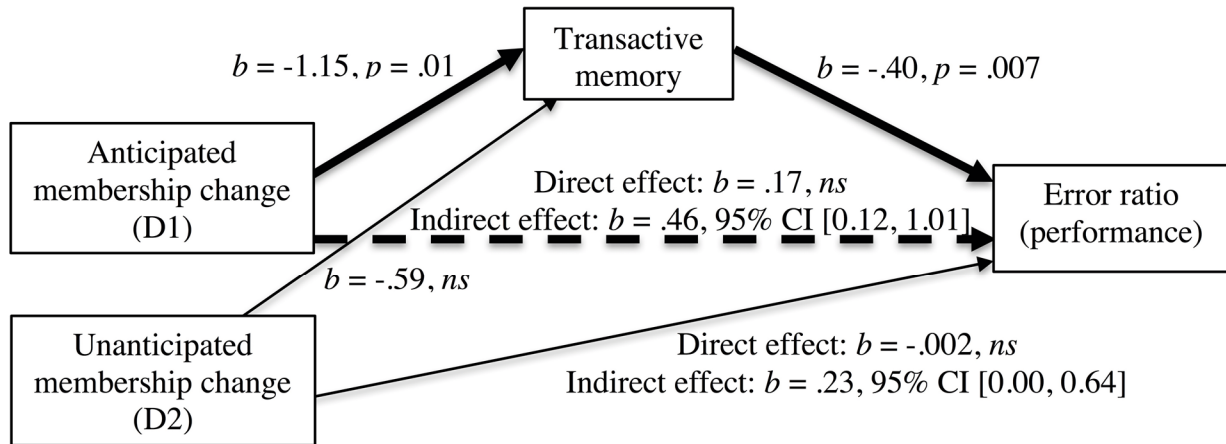 Transactive
memory
b = -1.15, p = .01
b = -.40, p = .007
Anticipated
membership change
(D1)
Direct effect: b = .17, ns
Indirect effect: b = .46, 95% CI [0.12, 1.01]
Error ratio
(performance)
b = -.59, ns
Unanticipated
membership change
(D2)
Direct effect: b = -.002, ns
Indirect effect: b = .23, 95% CI [0.00, 0.64]